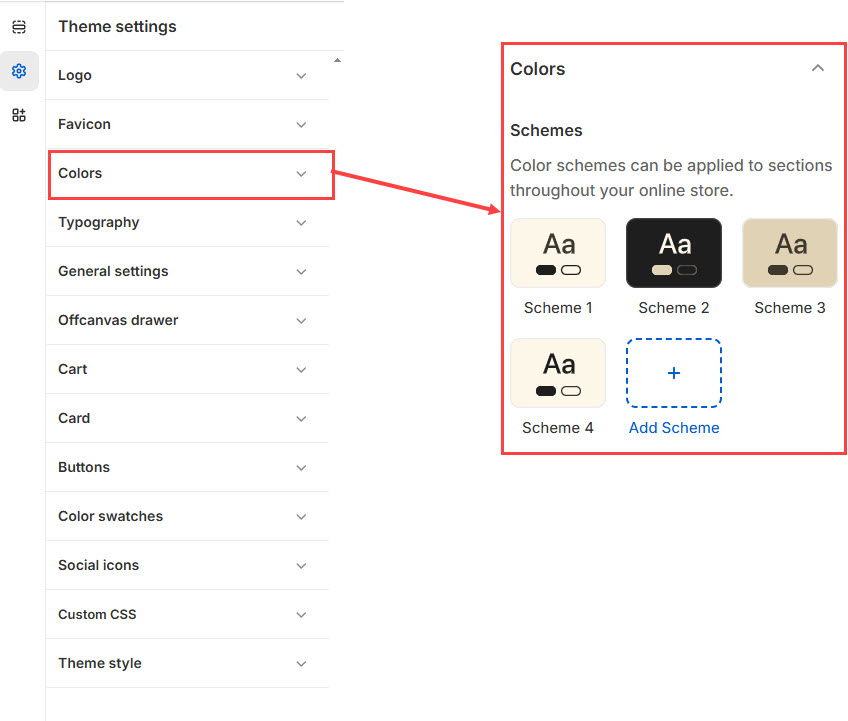 Theme settings
Logo
Favicon
Colors
Typography
General settings
Offcanvas drawer
Cart
Card
Buttons
Color swatches
Social icons
Custom CSS
Theme style
Colors
Schemes
Color schemes can be applied to sections
throughout your online store.
Aa Aa Aa
Scheme 1 Scheme 2 Scheme 3
Aa +
Scheme 4 Add Scheme